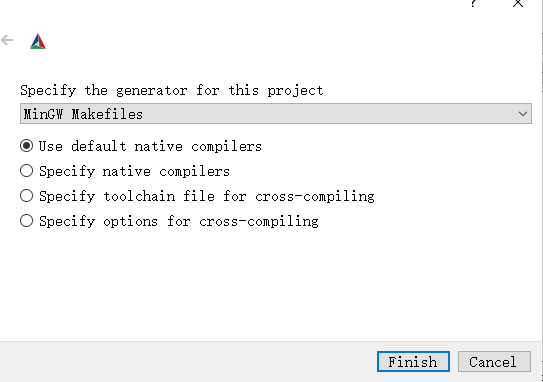 Specify the generator for this project
MinGW Makefiles
Use default native compilers
Specify native compilers
Specify toolchain file for cross-compiling
Specify options for cross-compiling
Finish Cancel